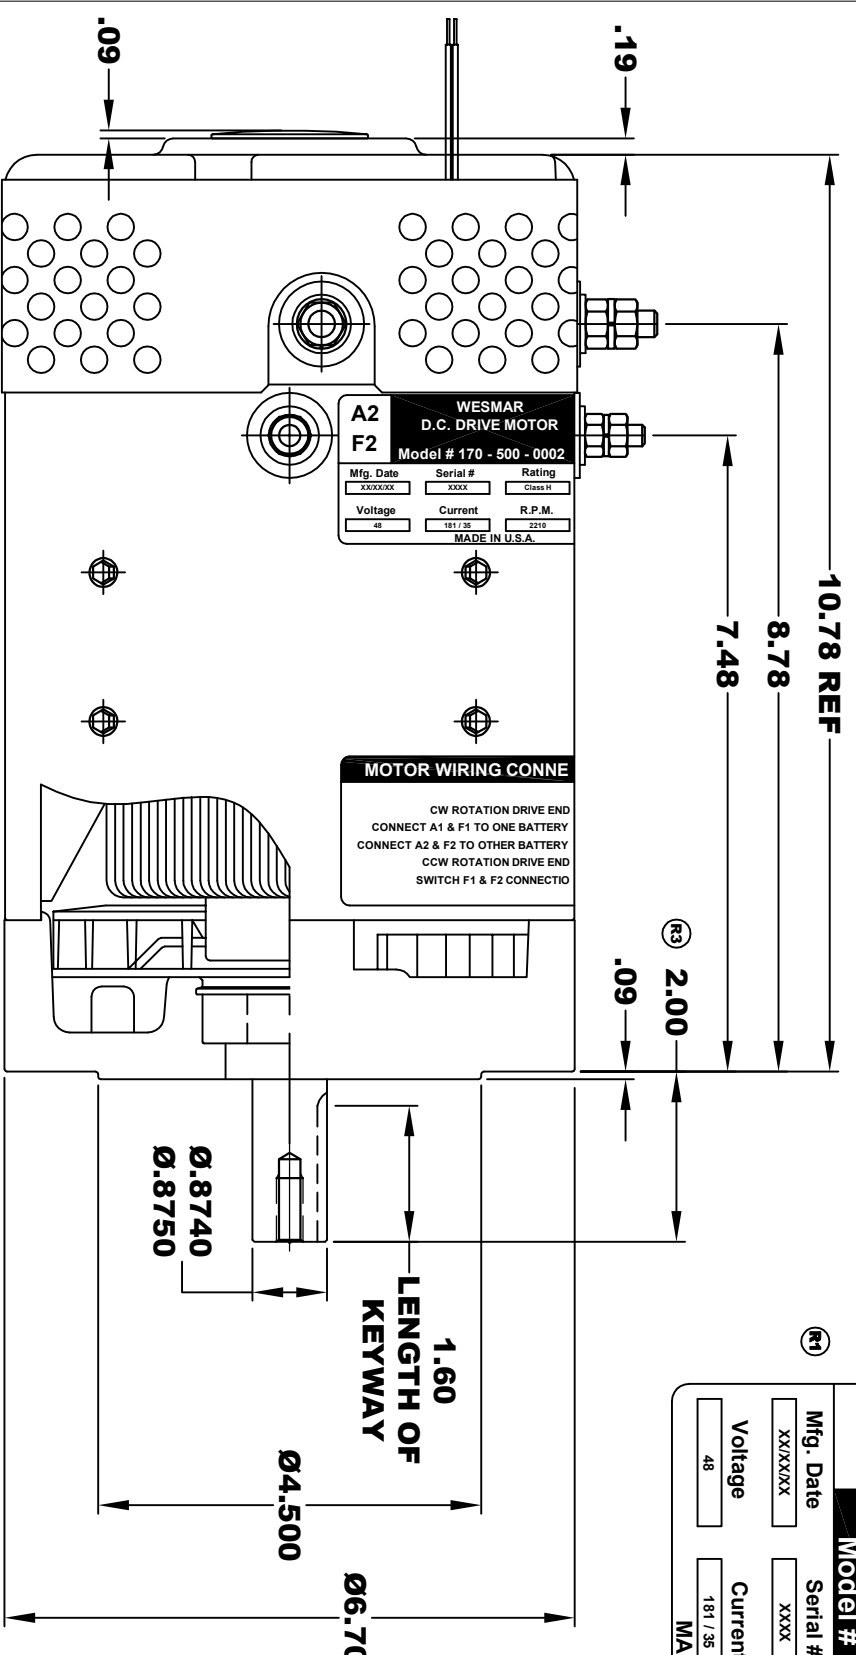 .09
.19
10.78 REF
8.78
7.48
A2
F2
WESMAR
D.C. DRIVE MOTOR
Model # 170 - 500 - 0002
Mfg. Date Serial # Rating
XX/XX/XX XXXX Class H
Voltage Current R.P.M.
48 181 / 35 2210
MADE IN U.S.A.
MOTOR WIRING CONNE
CW ROTATION DRIVE END
CONNECT A1 & F1 TO ONE BATTERY
CONNECT A2 & F2 TO OTHER BATTERY
CCW ROTATION DRIVE END
SWITCH F1 & F2 CONNECTIO
R3 2.00
.09
Ø.8740
Ø.8750
1.60
LENGTH OF
KEYWAY
Ø4.500
Ø6.70
R1
Model #
Mfg. Date Serial #
XX/XX/XX XXXX
Voltage Current
48 181 / 35
MA